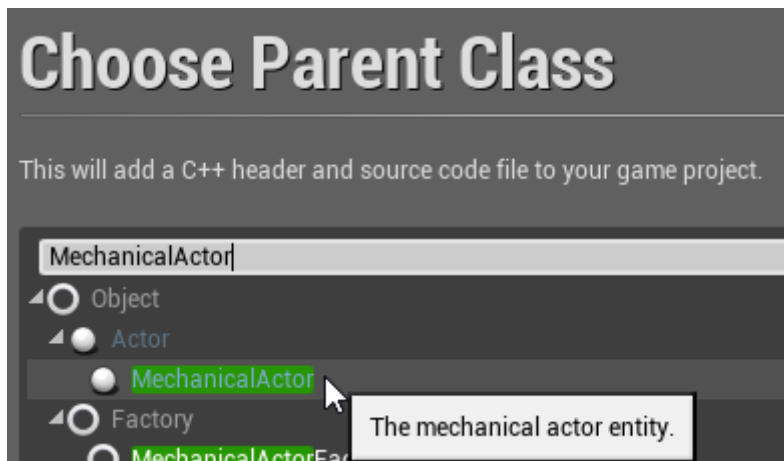 Choose Parent Class
This will add a C++ header and source code file to your game project.
MechanicalActor
Object
Actor
MechanicalActor
The mechanical actor entity.
Factory